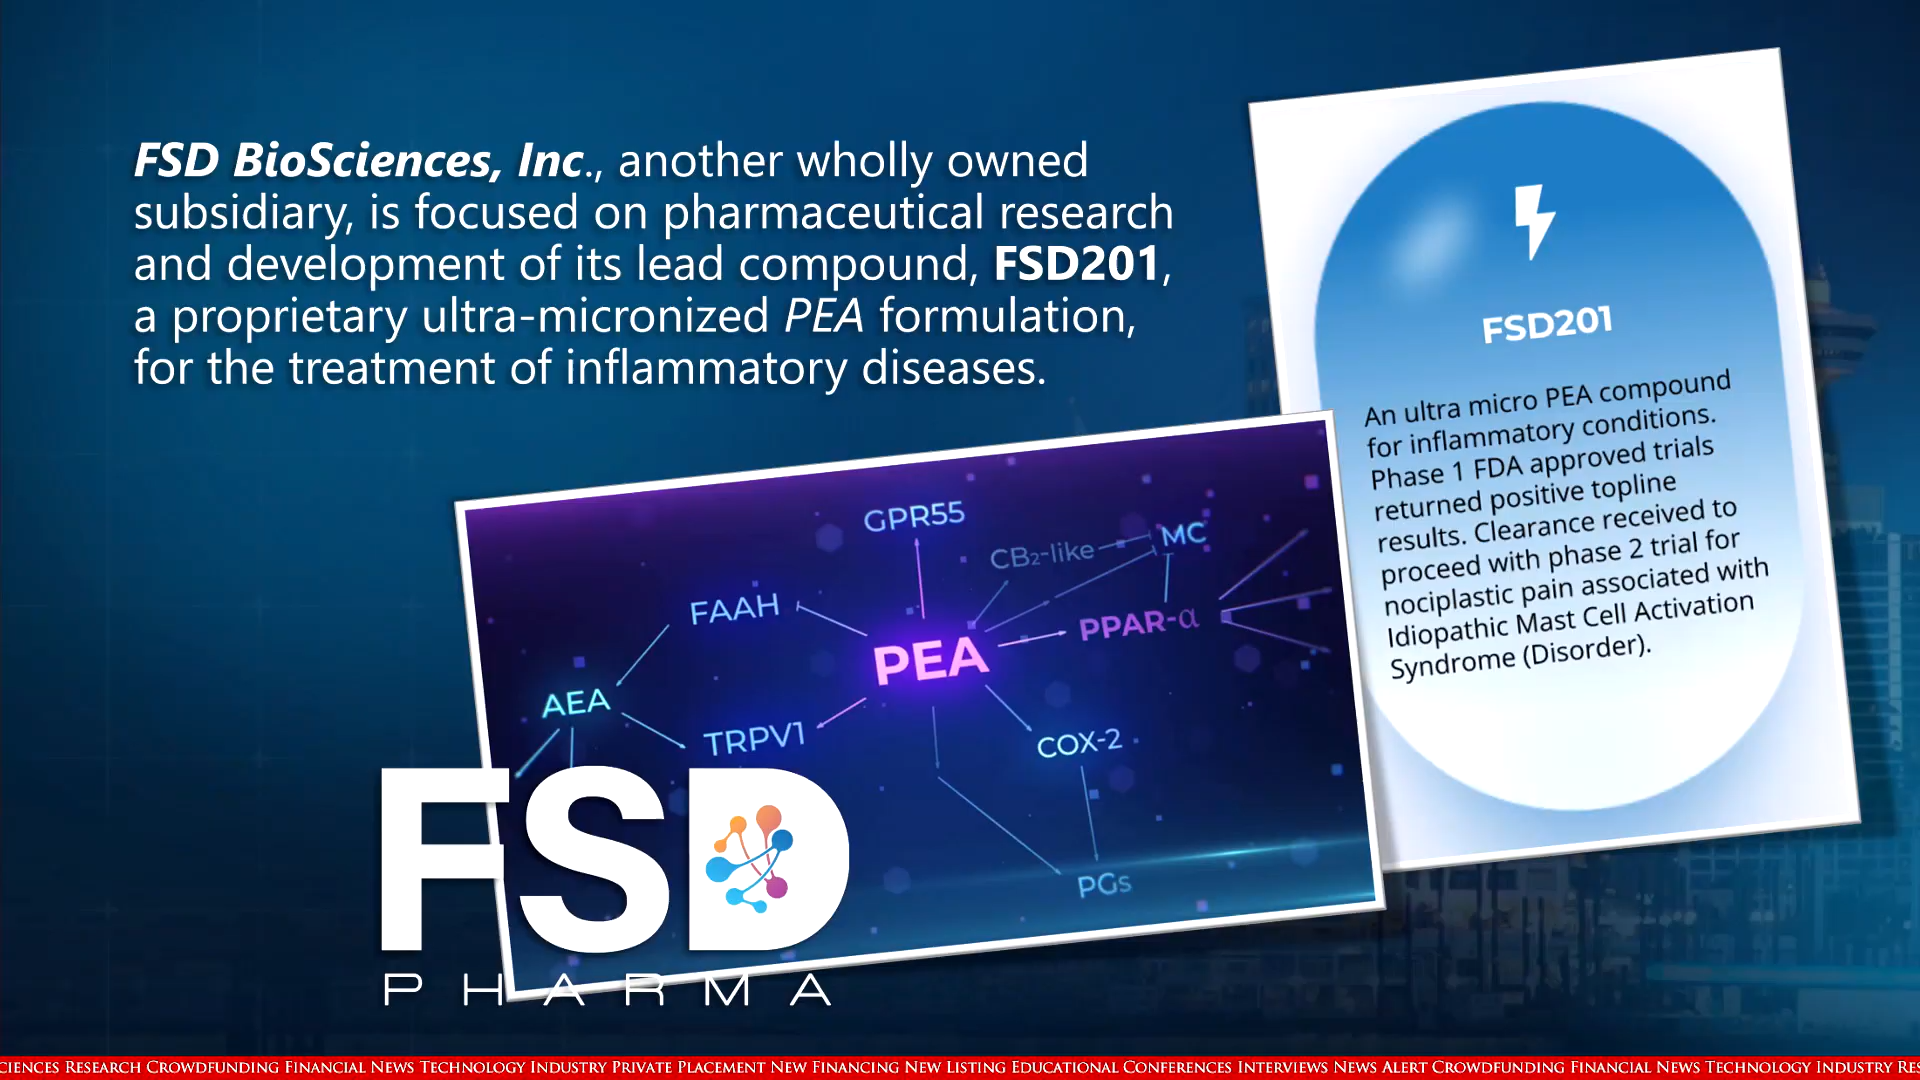 FSD BioSciences, Inc., another wholly owned
subsidiary, is focused on pharmaceutical research
and development of its lead compound, FSD201,
a proprietary ultra-micronized PEA formulation,
for the treatment of inflammatory diseases.
FSD201
An ultra micro PEA compound
for inflammatory conditions.
Phase 1 FDA approved trials
returned positive topline
results. Clearance received to
proceed with phase 2 trial for
nociplastic pain associated with
Idiopathic Mast Cell Activation
Syndrome (Disorder).
GPR55
CB₂-like
MC
FAAH
PPAR-α
PEA
AEA
TRPV1
COX-2
PGs
FSD
PHARMA
CIENCES RESEARCH CROWDFUNDING FINANCIAL NEWS TECHNOLOGY INDUSTRY PRIVATE PLACEMENT NEW FINANCING NEW LISTING EDUCATIONAL CONFERENCES INTERVIEWS NEWS ALERT CROWDFUNDING FINANCIAL NEWS TECHNOLOGY INDUSTRY RES